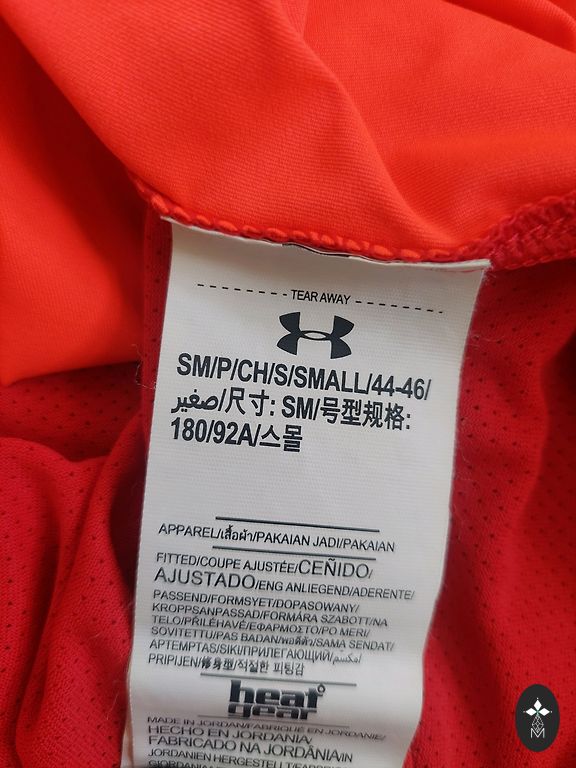 TEAR AWAY
SM/P/CH/S/SMALL/44-46/
صغير/尺寸: SM/号型规格:
180/92A/스몰
APPAREL/เสื้อผ้า/PAKAIAN JADI/PAKAIAN
FITTED/COUPE AJUSTÉE/CEÑIDO/
AJUSTADO/ENG ANLIEGEND/ADERENTE/
PASSEND/FORMSYET/DOPASOWANY/
KROPPSANPASSAD/FORMÁRA SZABOTT/NA
TELO/PŘILÉHAVÉ/ΕΦΑΡΜΟΣΤΟ/PO MERI/
SOVITETTU/PAS BADAN/พอดีตัว/SAMA SENDAT/
APTEMPTAS/SIKI/ПРИЛЕГАЮЩИЙ/مقسّم/
PRIPIJEN/修身型/적절한 피팅감
heat
gear
MADE IN JORDAN/FABRIQUÉ EN JORDANIE/
HECHO EN JORDANIA/
FABRICADO NA JORDÂNIA/IN
JORDANIEN HERGESTELLT/FABBRICATO
M